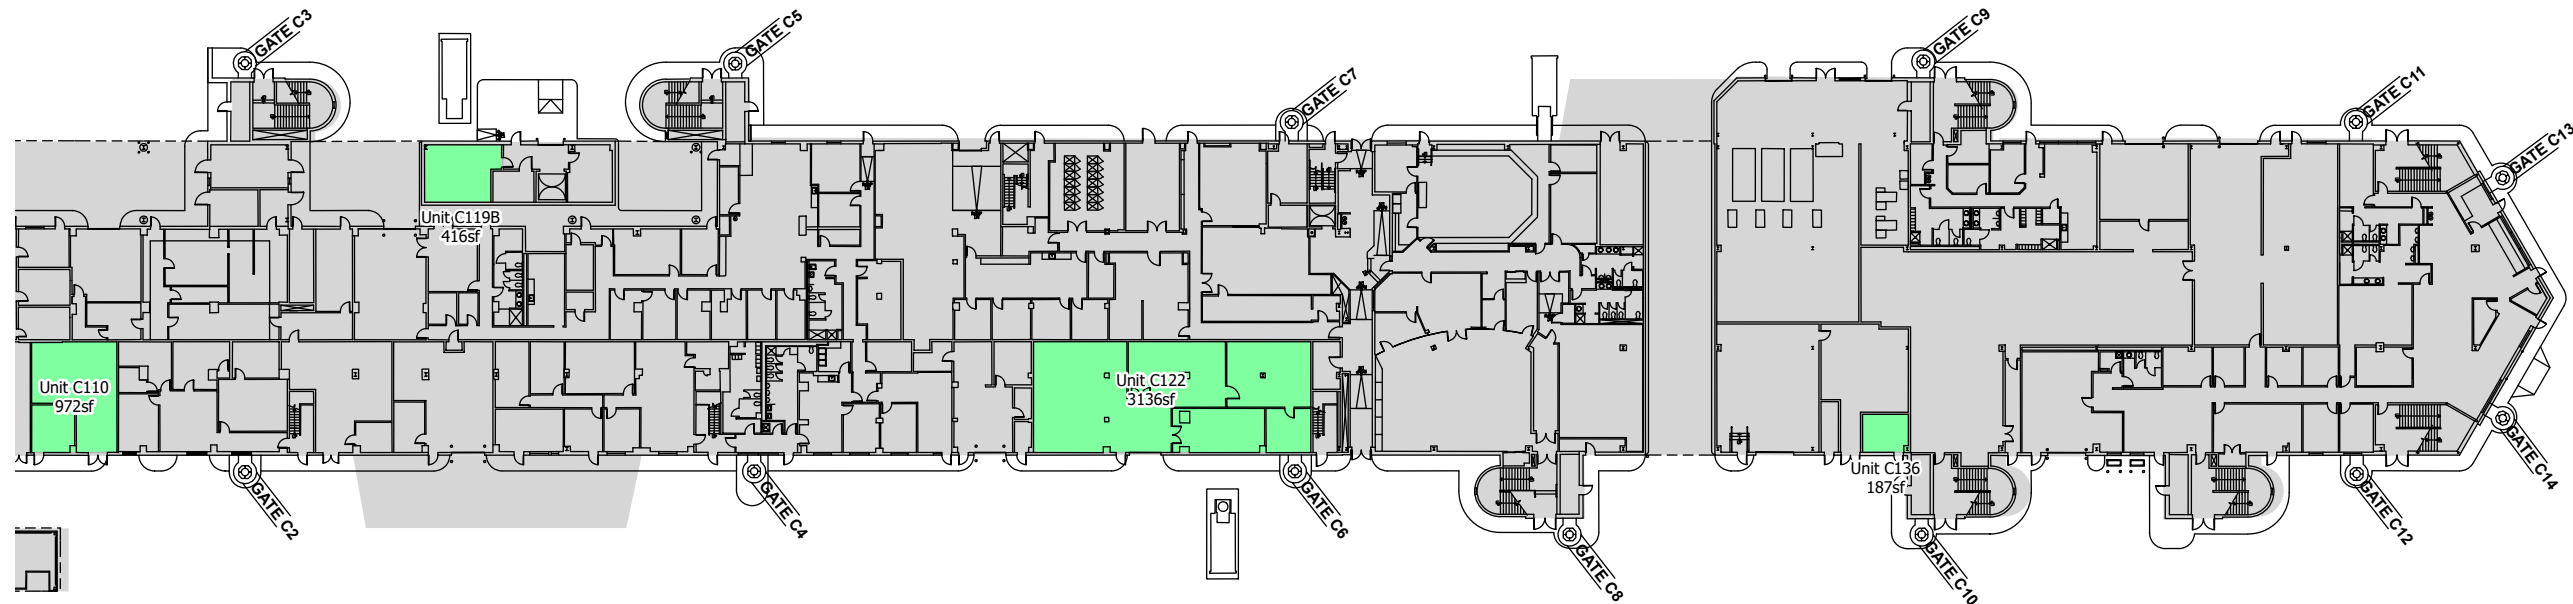 GATE C3
GATE C5
GATE C7
GATE C9
GATE C11
GATE C13
Unit C119B
416sf
Unit C110
972sf
Unit C122
3136sf
Unit C136
187sf
GATE C2
GATE C4
GATE C6
GATE C8
GATE C10
GATE C12
GATE C14